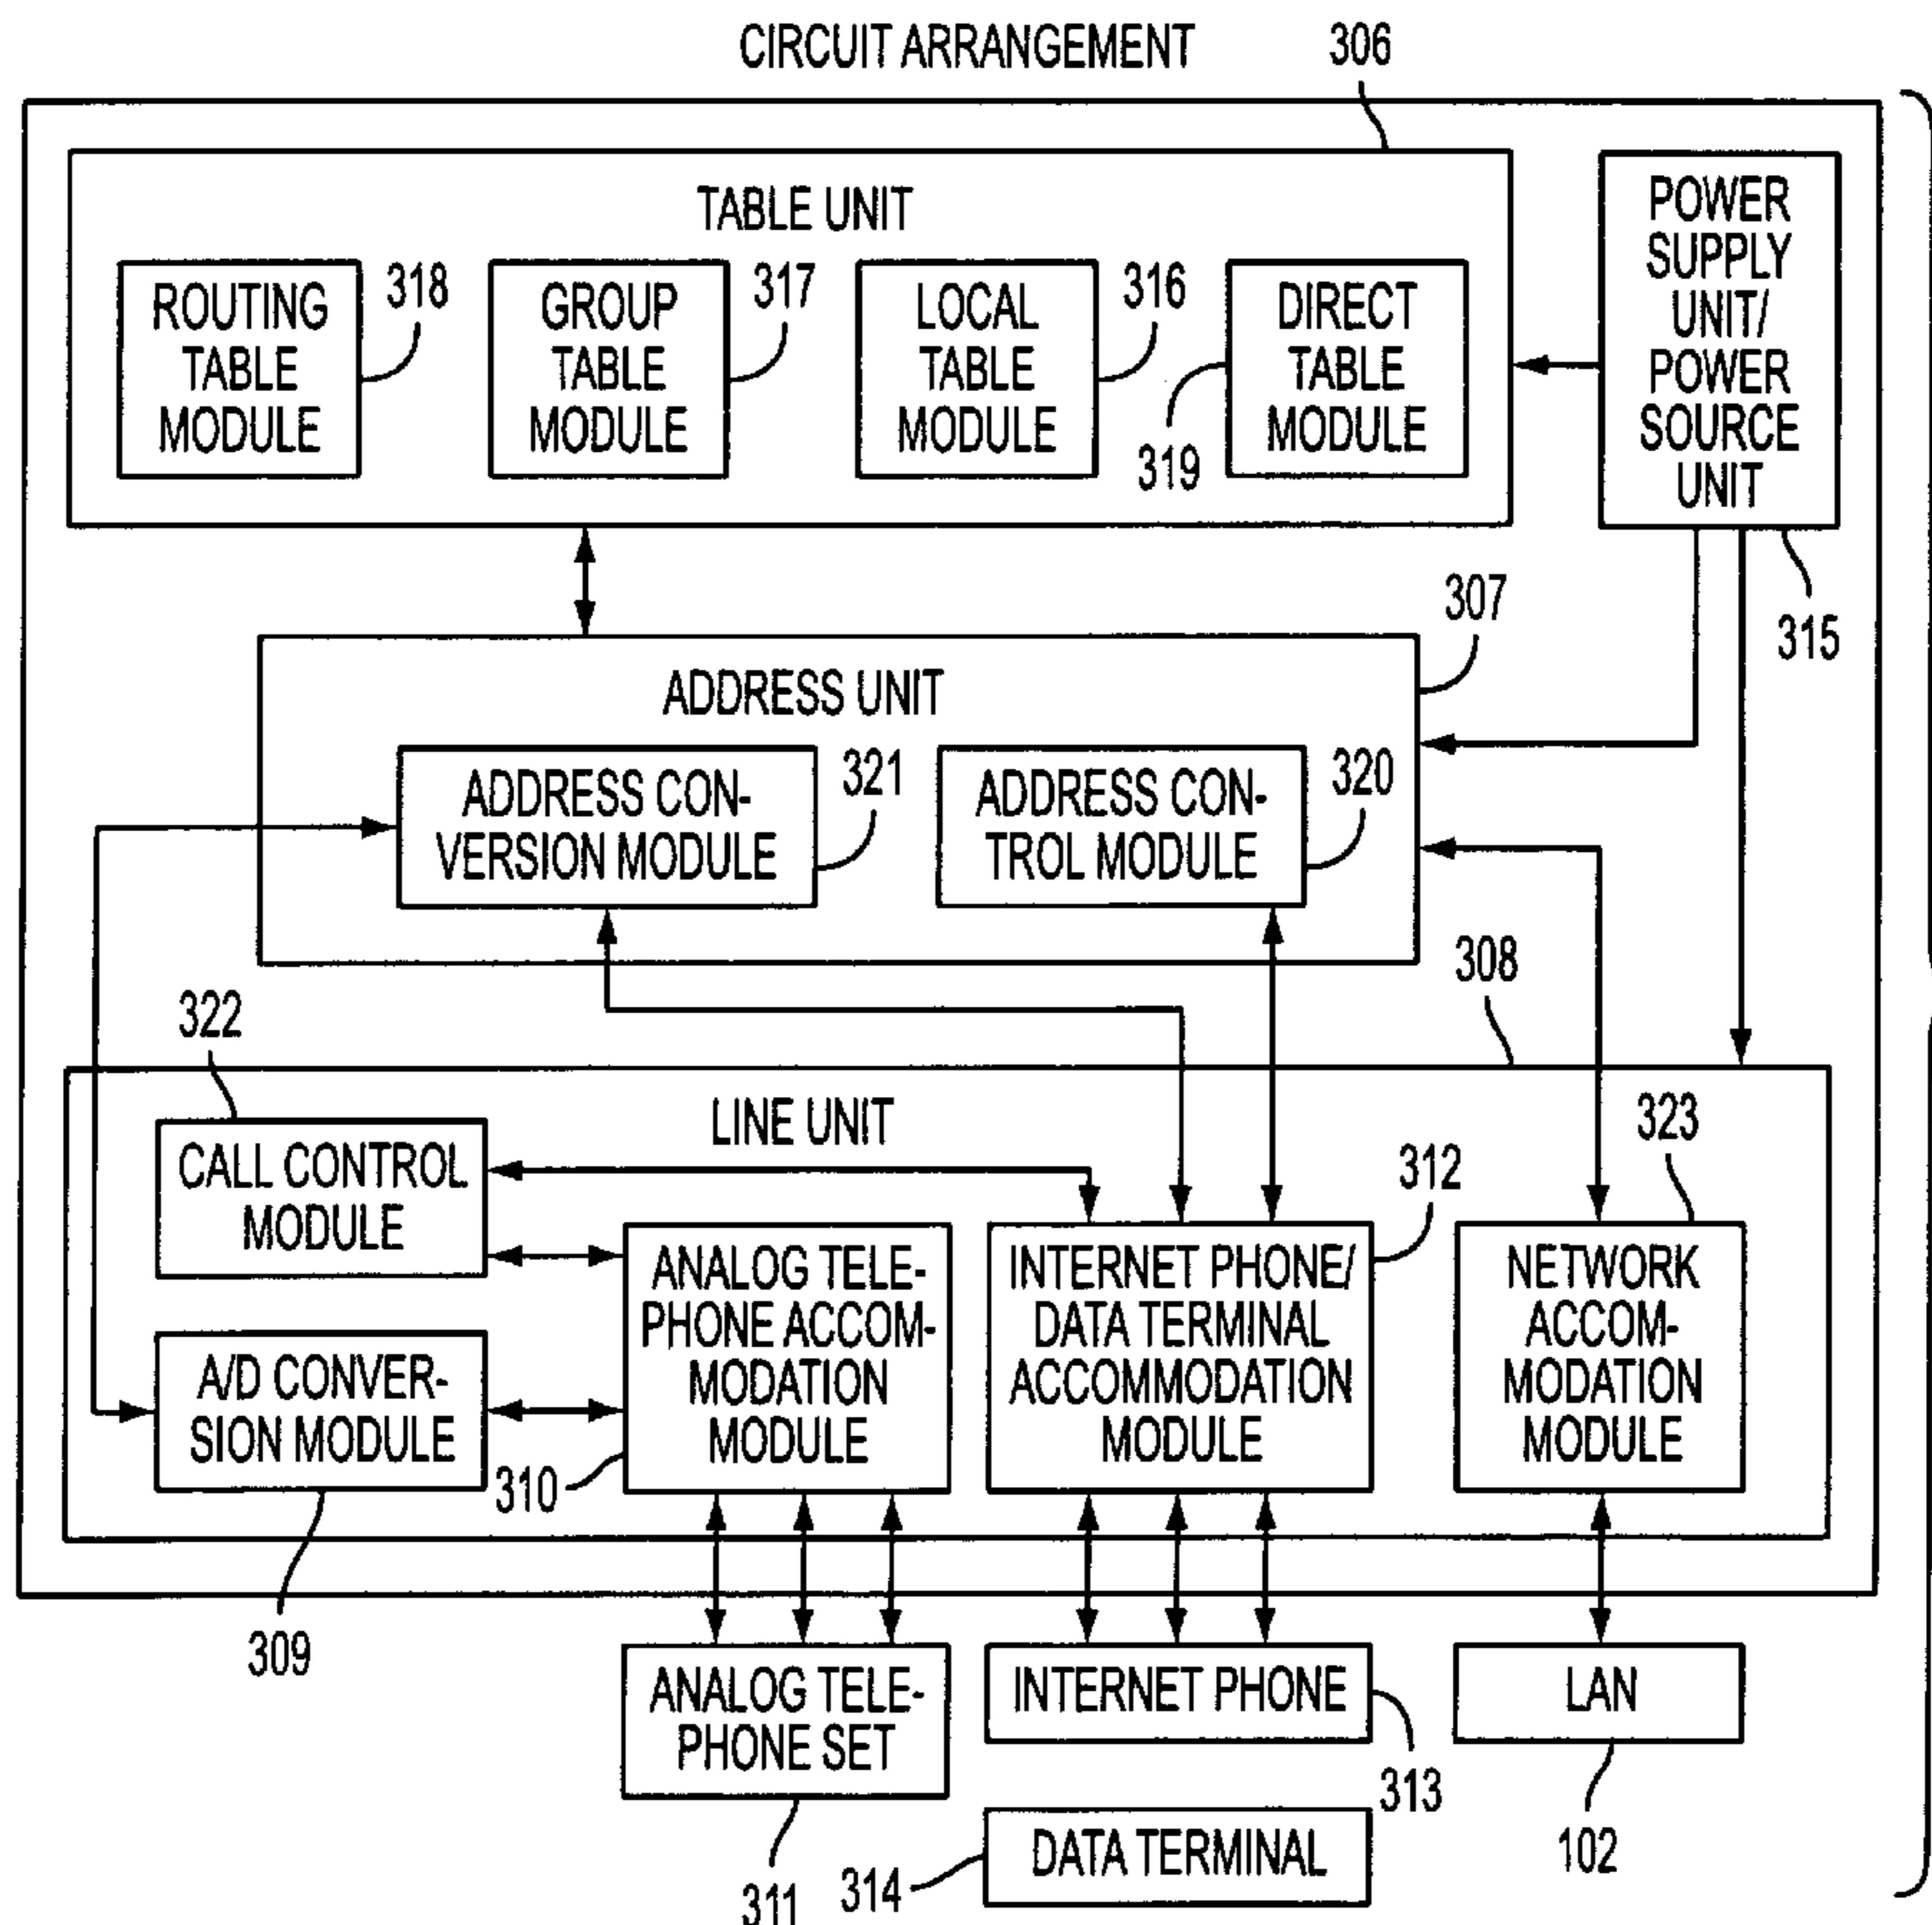 CIRCUIT ARRANGEMENT
306
TABLE UNIT
ROUTING
TABLE
MODULE
318
GROUP
TABLE
MODULE
317
LOCAL
TABLE
MODULE
316
DIRECT
TABLE
MODULE
319
POWER
SUPPLY
UNIT/
POWER
SOURCE
UNIT
315
307
ADDRESS UNIT
ADDRESS CON-
VERSION MODULE
321
ADDRESS CON-
TROL MODULE
320
308
322
LINE UNIT
CALL CONTROL
MODULE
323
312
ANALOG TELE-
PHONE ACCOM-
MODATION
MODULE
310
INTERNET PHONE/
DATA TERMINAL
ACCOMMODATION
MODULE
NETWORK
ACCOM-
MODATION
MODULE
A/D CONVER-
SION MODULE
309
ANALOG TELE-
PHONE SET
311
INTERNET PHONE
313
LAN
102
DATA TERMINAL
314